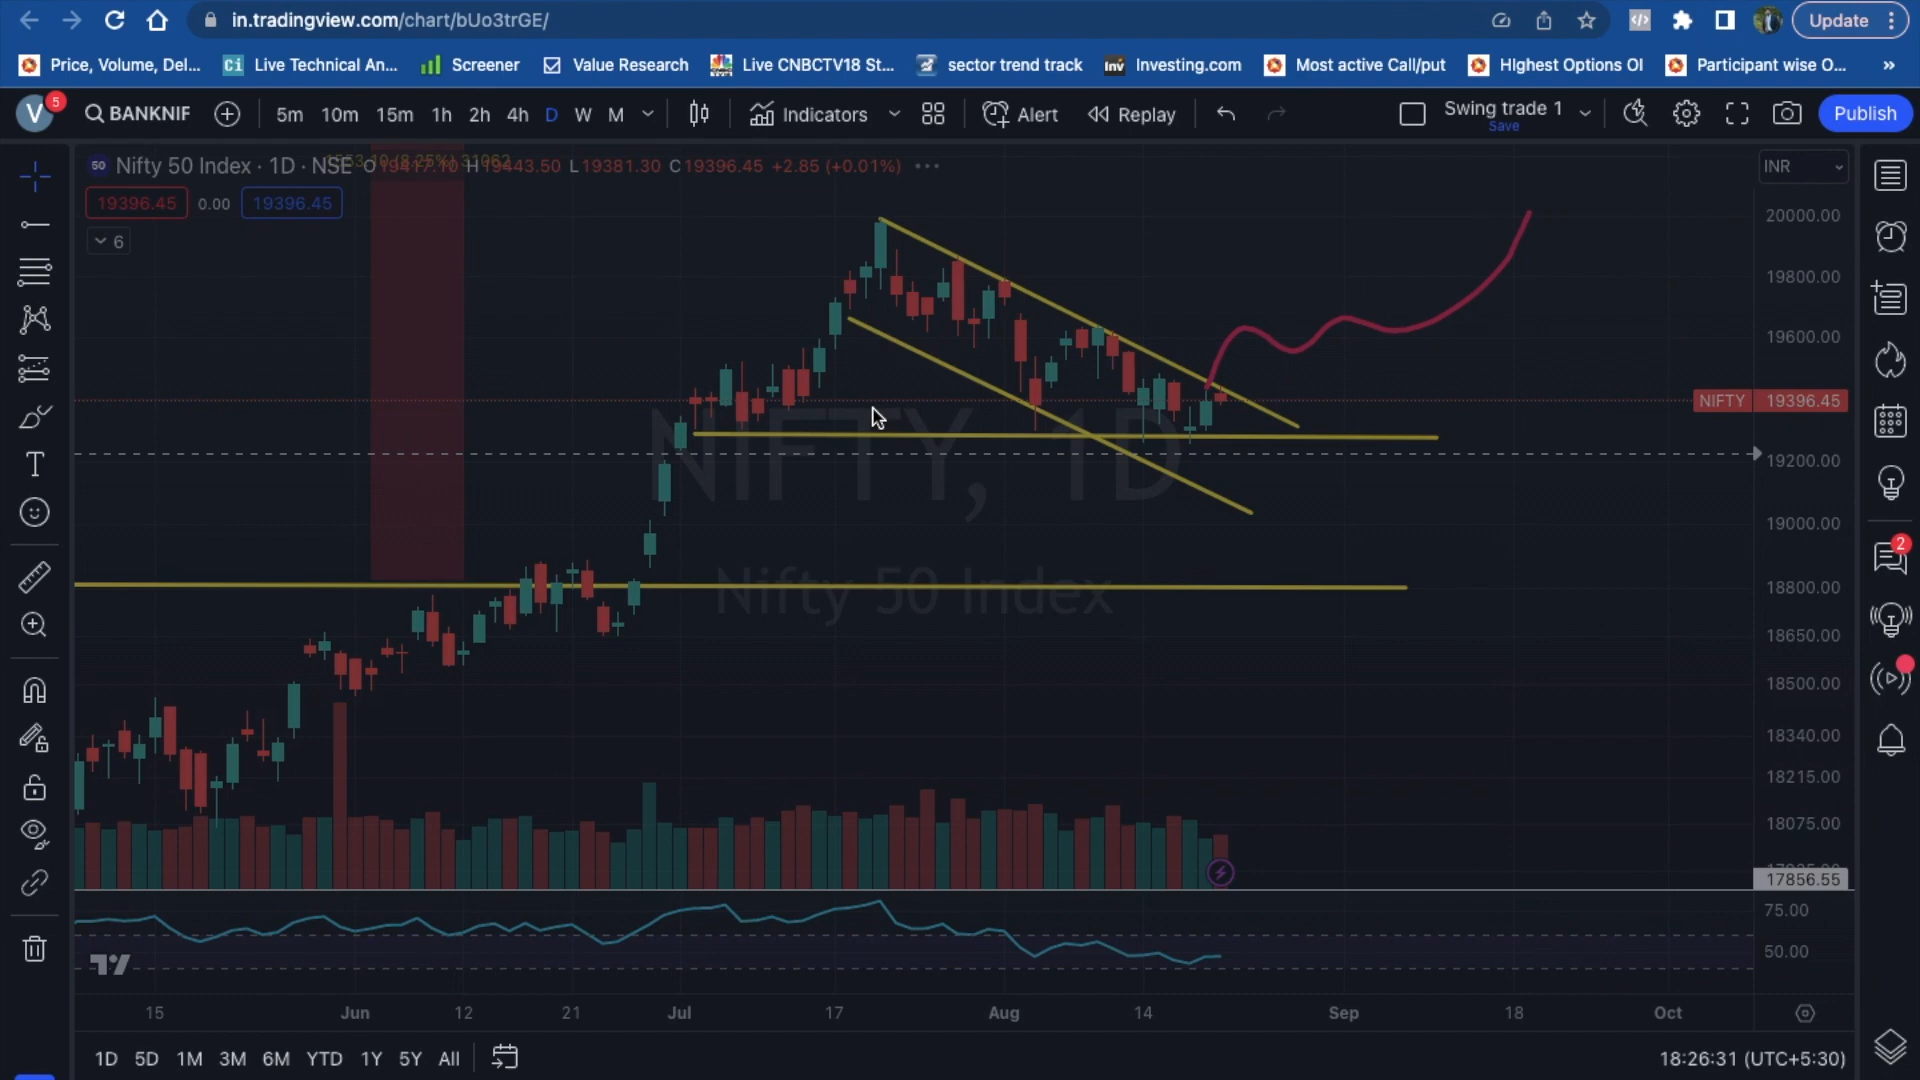 in.tradingview.com/chart/bUo3trGE/
Update
Price, Volume, Del...
Live Technical An...
Screener
Value Research
Live CNBCTV18 St...
sector trend track
Investing.com
Most active Call/put
HIghest Options OI
Participant wise O...
»
V
5
BANKNIF
5m 10m 15m 1h 2h 4h D W M
Indicators
Alert
Replay
Swing trade 1
Save
Publish
50
Nifty 50 Index · 1D · NSE O19417.10 H19443.50 L19381.30 C19396.45 +2.85 (+0.01%)
INR
19396.45 0.00 19396.45
6
20000.00
19800.00
19600.00
NIFTY 19396.45
19200.00
19000.00
18800.00
18650.00
18500.00
18340.00
18215.00
18075.00
17856.55
75.00
50.00
NIFTY, 1D
Nifty 50 Index
2
15 Jun 12 21 Jul 17 Aug 14 Sep 18 Oct
1D 5D 1M 3M 6M YTD 1Y 5Y All
18:26:31 (UTC+5:30)